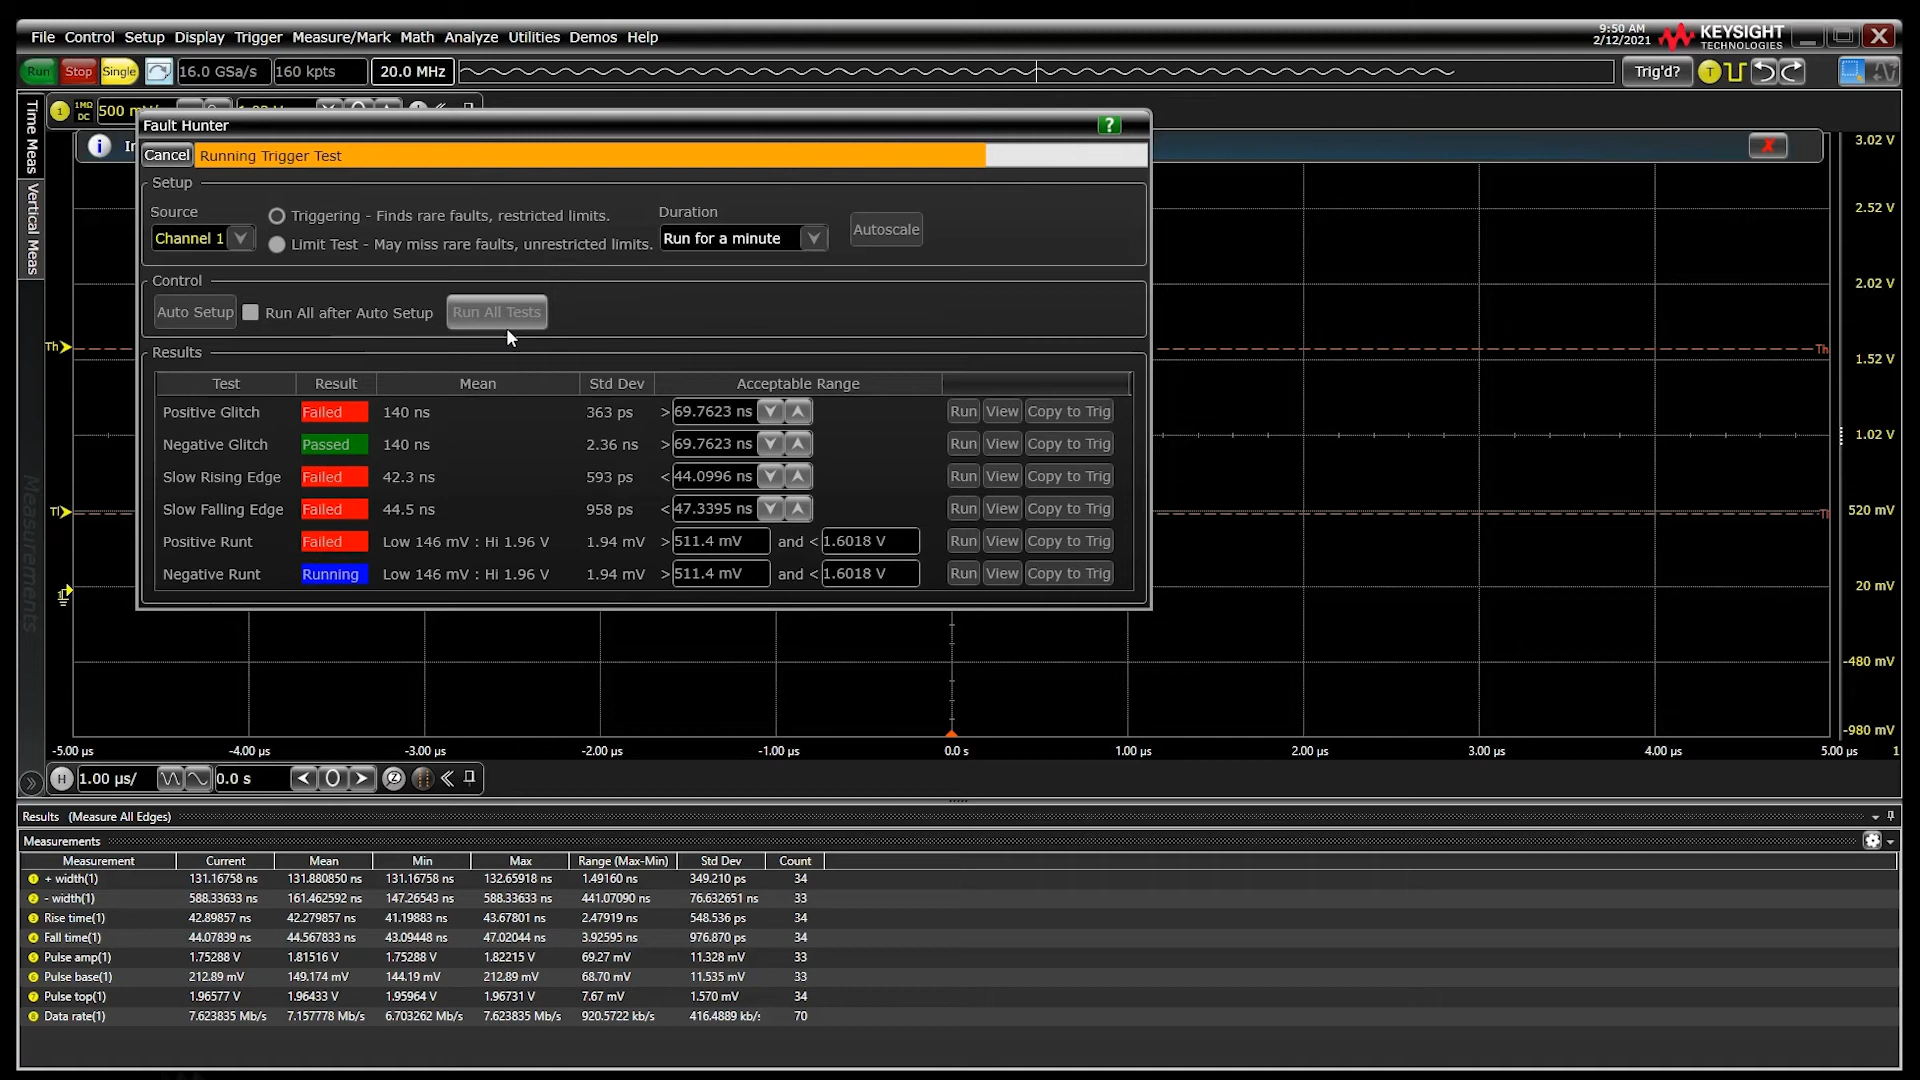 File Control Setup Display Trigger Measure/Mark Math Analyze Utilities Demos Help
9:50 AM
2/12/2021
KEYSIGHT
TECHNOLOGIES
Run Stop Single 16.0 GSa/s 160 kpts 20.0 MHz Trig'd? T
Time Meas
Vertical Meas
Measurements
1 1MΩ DC 500
Fault Hunter ?
Cancel Running Trigger Test
Setup
Source
Channel 1
Triggering - Finds rare faults, restricted limits.
Limit Test - May miss rare faults, unrestricted limits.
Duration
Run for a minute
Autoscale
Control
Auto Setup Run All after Auto Setup Run All Tests
Results
Test Result Mean Std Dev Acceptable Range
Positive Glitch Failed 140 ns 363 ps > 69.7623 ns Run View Copy to Trig
Negative Glitch Passed 140 ns 2.36 ns > 69.7623 ns Run View Copy to Trig
Slow Rising Edge Failed 42.3 ns 593 ps < 44.0996 ns Run View Copy to Trig
Slow Falling Edge Failed 44.5 ns 958 ps < 47.3395 ns Run View Copy to Trig
Positive Runt Failed Low 146 mV : Hi 1.96 V 1.94 mV > 511.4 mV and < 1.6018 V Run View Copy to Trig
Negative Runt Running Low 146 mV : Hi 1.96 V 1.94 mV > 511.4 mV and < 1.6018 V Run View Copy to Trig
3.02 V
2.52 V
2.02 V
Th
1.52 V
1.02 V
Tl
520 mV
20 mV
-480 mV
-980 mV
-5.00 µs -4.00 µs -3.00 µs -2.00 µs -1.00 µs 0.0 s 1.00 µs 2.00 µs 3.00 µs 4.00 µs 5.00 µs 1
H 1.00 µs/ 0.0 s
Results (Measure All Edges)
Measurements
Measurement Current Mean Min Max Range (Max-Min) Std Dev Count
+ width(1) 131.16758 ns 131.880850 ns 131.16758 ns 132.65918 ns 1.49160 ns 349.210 ps 34
- width(1) 588.33633 ns 161.462592 ns 147.26543 ns 588.33633 ns 441.07090 ns 76.632651 ns 33
Rise time(1) 42.89857 ns 42.279857 ns 41.19883 ns 43.67801 ns 2.47919 ns 548.536 ps 34
Fall time(1) 44.07839 ns 44.567833 ns 43.09448 ns 47.02044 ns 3.92595 ns 976.870 ps 34
Pulse amp(1) 1.75288 V 1.81516 V 1.75288 V 1.82215 V 69.27 mV 11.328 mV 33
Pulse base(1) 212.89 mV 149.174 mV 144.19 mV 212.89 mV 68.70 mV 11.535 mV 33
Pulse top(1) 1.96577 V 1.96433 V 1.95964 V 1.96731 V 7.67 mV 1.570 mV 34
Data rate(1) 7.623835 Mb/s 7.157778 Mb/s 6.703262 Mb/s 7.623835 Mb/s 920.5722 kb/s 416.4889 kb/s 70